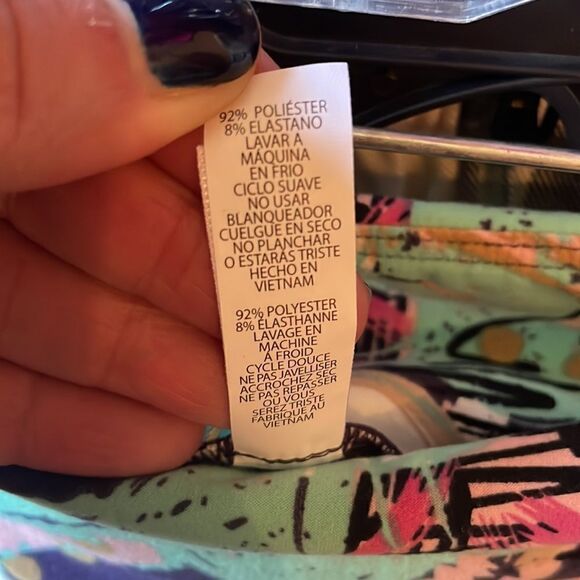 92% POLIÉSTER
8% ELASTANO
LAVAR A
MÁQUINA
EN FRIO
CICLO SUAVE
NO USAR
BLANQUEADOR
CUELGUE EN SECO
NO PLANCHAR
O ESTARÁS TRISTE
HECHO EN
VIETNAM
92% POLYESTER
8% ÉLASTHANNE
LAVAGE EN
MACHINE
À FROID
CYCLE DOUCE
NE PAS JAVELLISER
ACCROCHEZ SEC
NE PAS REPASSER
OU VOUS
SEREZ TRISTE
FABRIQUÉ AU
VIETNAM